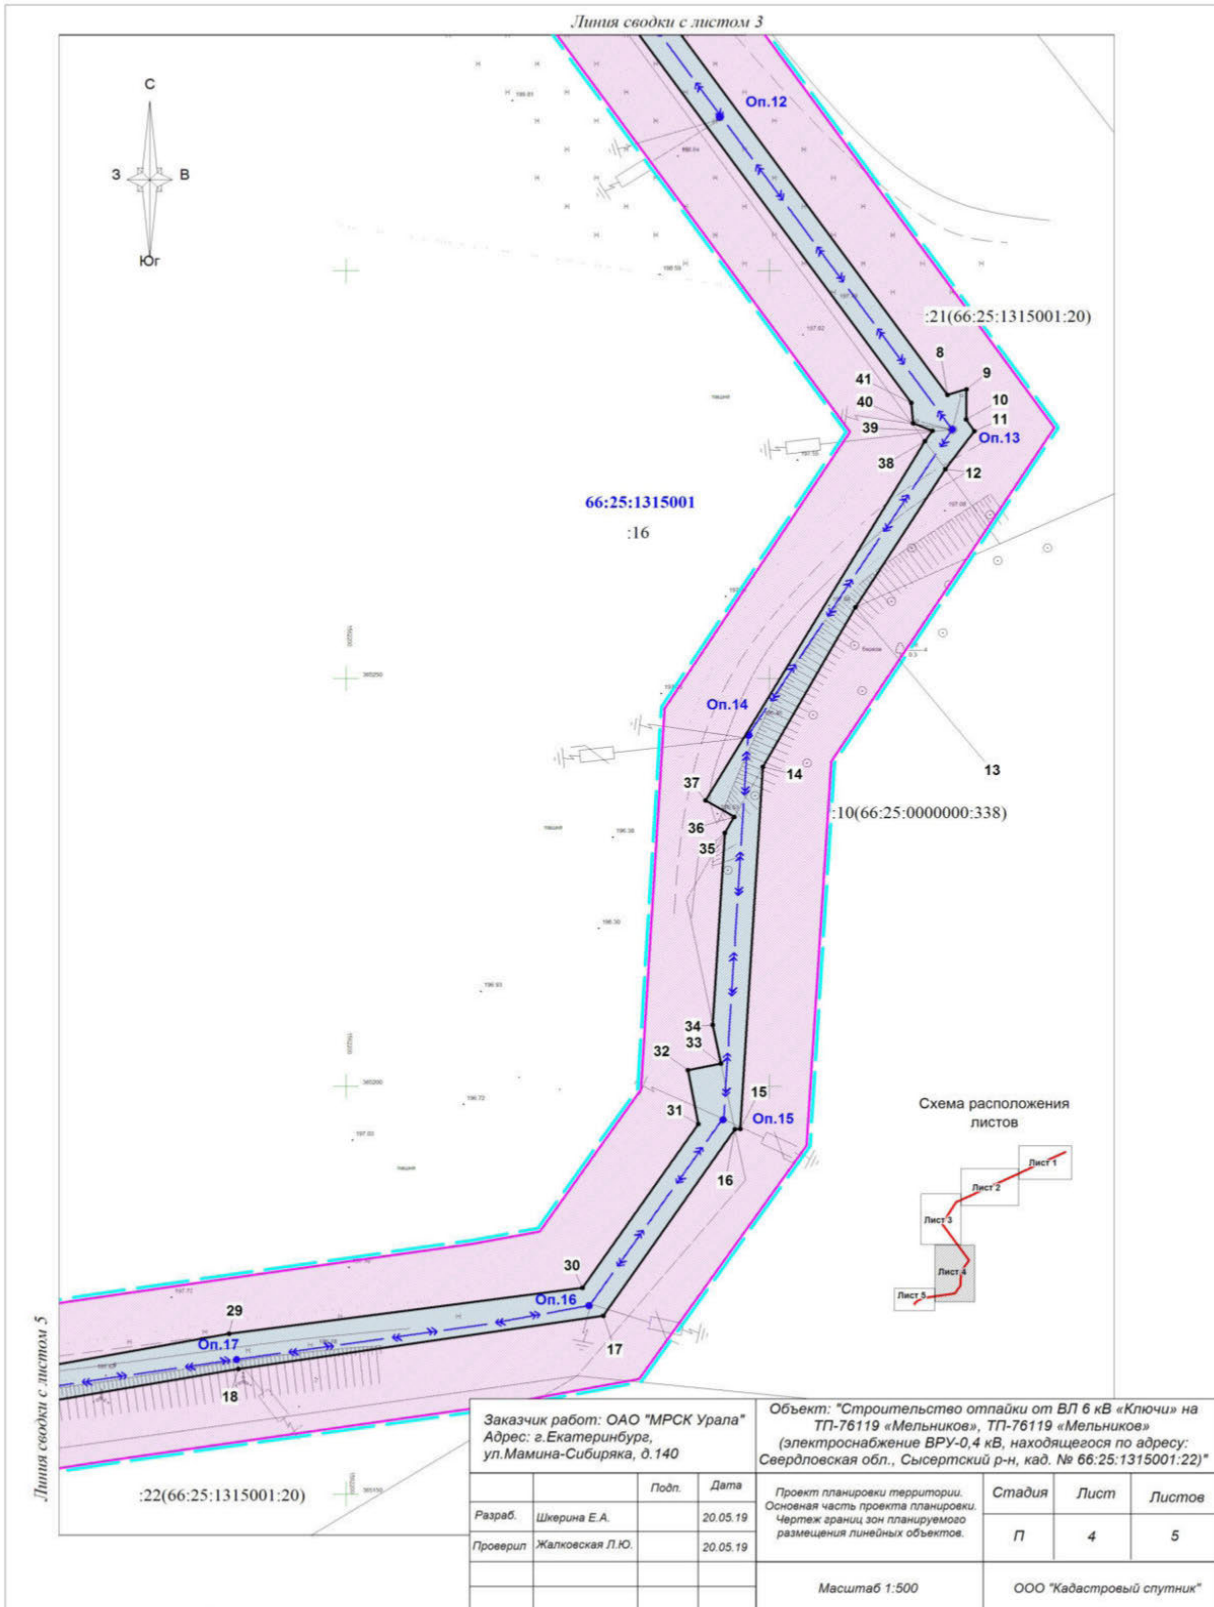 Линия сводки с листом 3
С
З
В
Юг
Оп.12
:21(66:25:1315001:20)
8
9
10
11
41
40
39
38
Оп.13
12
66:25:1315001
:16
Оп.14
13
14
37
36
35
:10(66:25:0000000:338)
34
33
32
31
15
Оп.15
16
Схема расположения
листов
Лист 1
Лист 2
Лист 3
Лист 4
Лист 5
30
Оп.16
29
Оп.17
17
18
Линия сводки с листом 5
:22(66:25:1315001:20)
Заказчик работ: ОАО "МРСК Урала"
Адрес: г.Екатеринбург,
ул.Мамина-Сибиряка, д.140
Объект: "Строительство отпайки от ВЛ 6 кВ «Ключи» на
ТП-76119 «Мельников», ТП-76119 «Мельников»
(электроснабжение ВРУ-0,4 кВ, находящегося по адресу:
Свердловская обл., Сысертский р-н, кад. № 66:25:1315001:22)"
Подп. Дата
Разраб. Шкерина Е.А. 20.05.19
Проверил Жалковская Л.Ю. 20.05.19
Проект планировки территории.
Основная часть проекта планировки.
Чертеж границ зон планируемого
размещения линейных объектов.
Стадия Лист Листов
П 4 5
Масштаб 1:500
ООО "Кадастровый спутник"